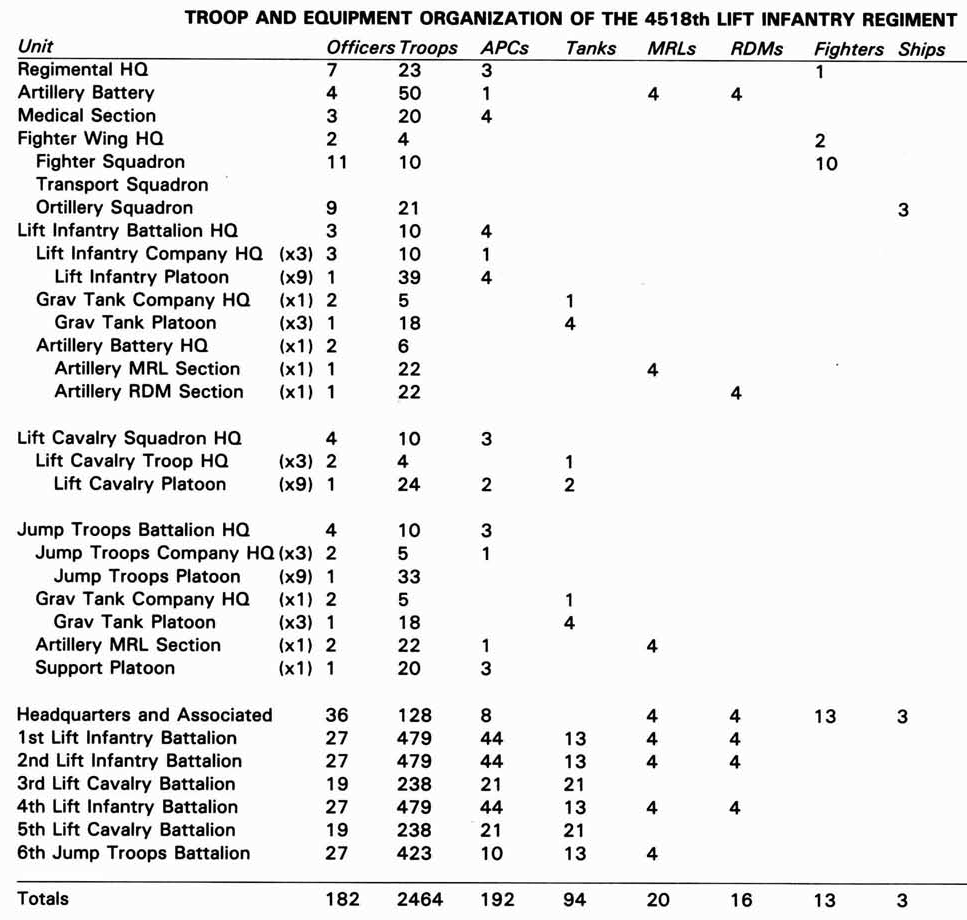 TROOP AND EQUIPMENT ORGANIZATION OF THE 4518th LIFT INFANTRY REGIMENT
Unit Officers Troops APCs Tanks MRLs RDMs Fighters Ships
Regimental HQ 7 23 3 1
Artillery Battery 4 50 1 4 4
Medical Section 3 20 4
Fighter Wing HQ 2 4 2
Fighter Squadron 11 10 10
Transport Squadron
Ortillery Squadron 9 21 3
Lift Infantry Battalion HQ 3 10 4
Lift Infantry Company HQ (x3) 3 10 1
Lift Infantry Platoon (x9) 1 39 4
Grav Tank Company HQ (x1) 2 5 1
Grav Tank Platoon (x3) 1 18 4
Artillery Battery HQ (x1) 2 6
Artillery MRL Section (x1) 1 22 4
Artillery RDM Section (x1) 1 22 4
Lift Cavalry Squadron HQ 4 10 3
Lift Cavalry Troop HQ (x3) 2 4 1
Lift Cavalry Platoon (x9) 1 24 2 2
Jump Troops Battalion HQ 4 10 3
Jump Troops Company HQ (x3) 2 5 1
Jump Troops Platoon (x9) 1 33
Grav Tank Company HQ (x1) 2 5 1
Grav Tank Platoon (x3) 1 18 4
Artillery MRL Section (x1) 2 22 1 4
Support Platoon (x1) 1 20 3
Headquarters and Associated 36 128 8 4 4 13 3
1st Lift Infantry Battalion 27 479 44 13 4 4
2nd Lift Infantry Battalion 27 479 44 13 4 4
3rd Lift Cavalry Battalion 19 238 21 21
4th Lift Infantry Battalion 27 479 44 13 4 4
5th Lift Cavalry Battalion 19 238 21 21
6th Jump Troops Battalion 27 423 10 13 4
Totals 182 2464 192 94 20 16 13 3